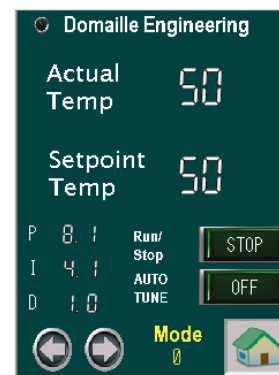 Domaille Engineering
Actual
Temp
50
Setpoint
Temp
50
P 8.1
I 4.1
D 1.0
Run/
Stop
STOP
AUTO
TUNE
OFF
Mode
0